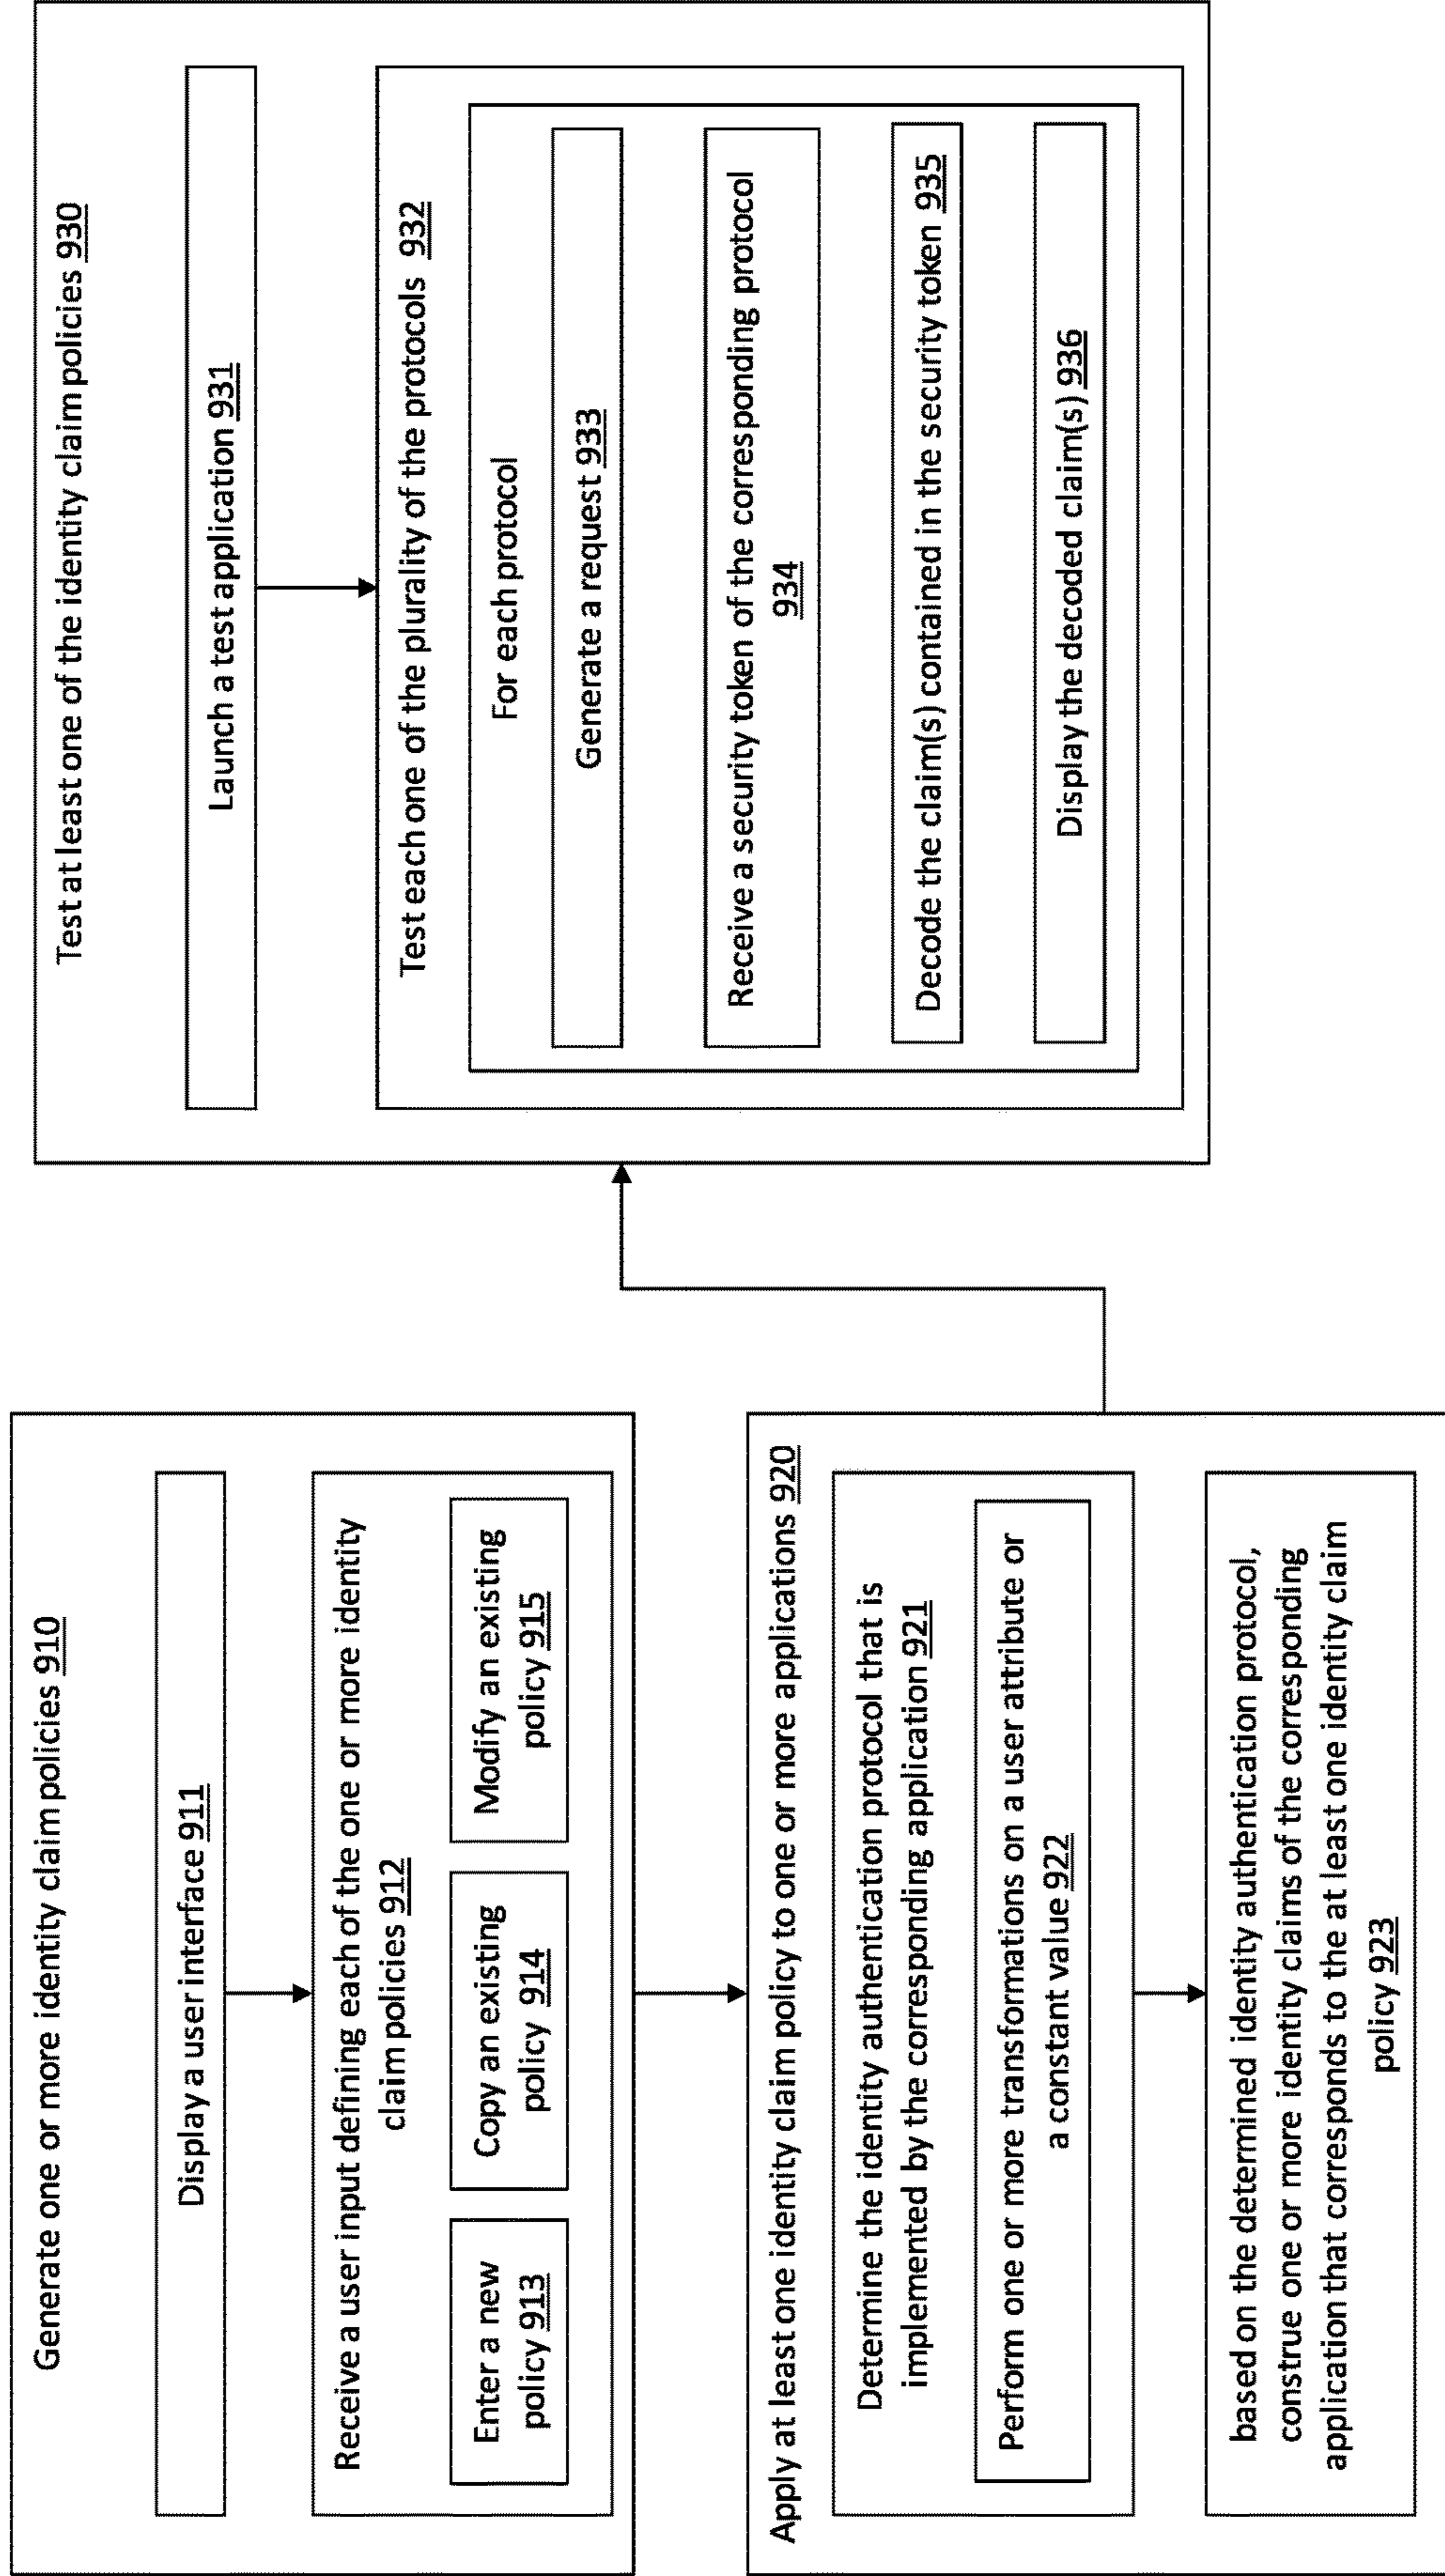 Generate one or more identity claim policies 910
Display a user interface 911
Receive a user input defining each of the one or more identity
claim policies 912
Enter a new
policy 913
Copy an existing
policy 914
Modify an existing
policy 915
Apply at least one identity claim policy to one or more applications 920
Determine the identity authentication protocol that is
implemented by the corresponding application 921
Perform one or more transformations on a user attribute or
a constant value 922
based on the determined identity authentication protocol,
construe one or more identity claims of the corresponding
application that corresponds to the at least one identity claim
policy 923
Test at least one of the identity claim policies 930
Launch a test application 931
Test each one of the plurality of the protocols 932
For each protocol
Generate a request 933
Receive a security token of the corresponding protocol
934
Decode the claim(s) contained in the security token 935
Display the decoded claim(s) 936